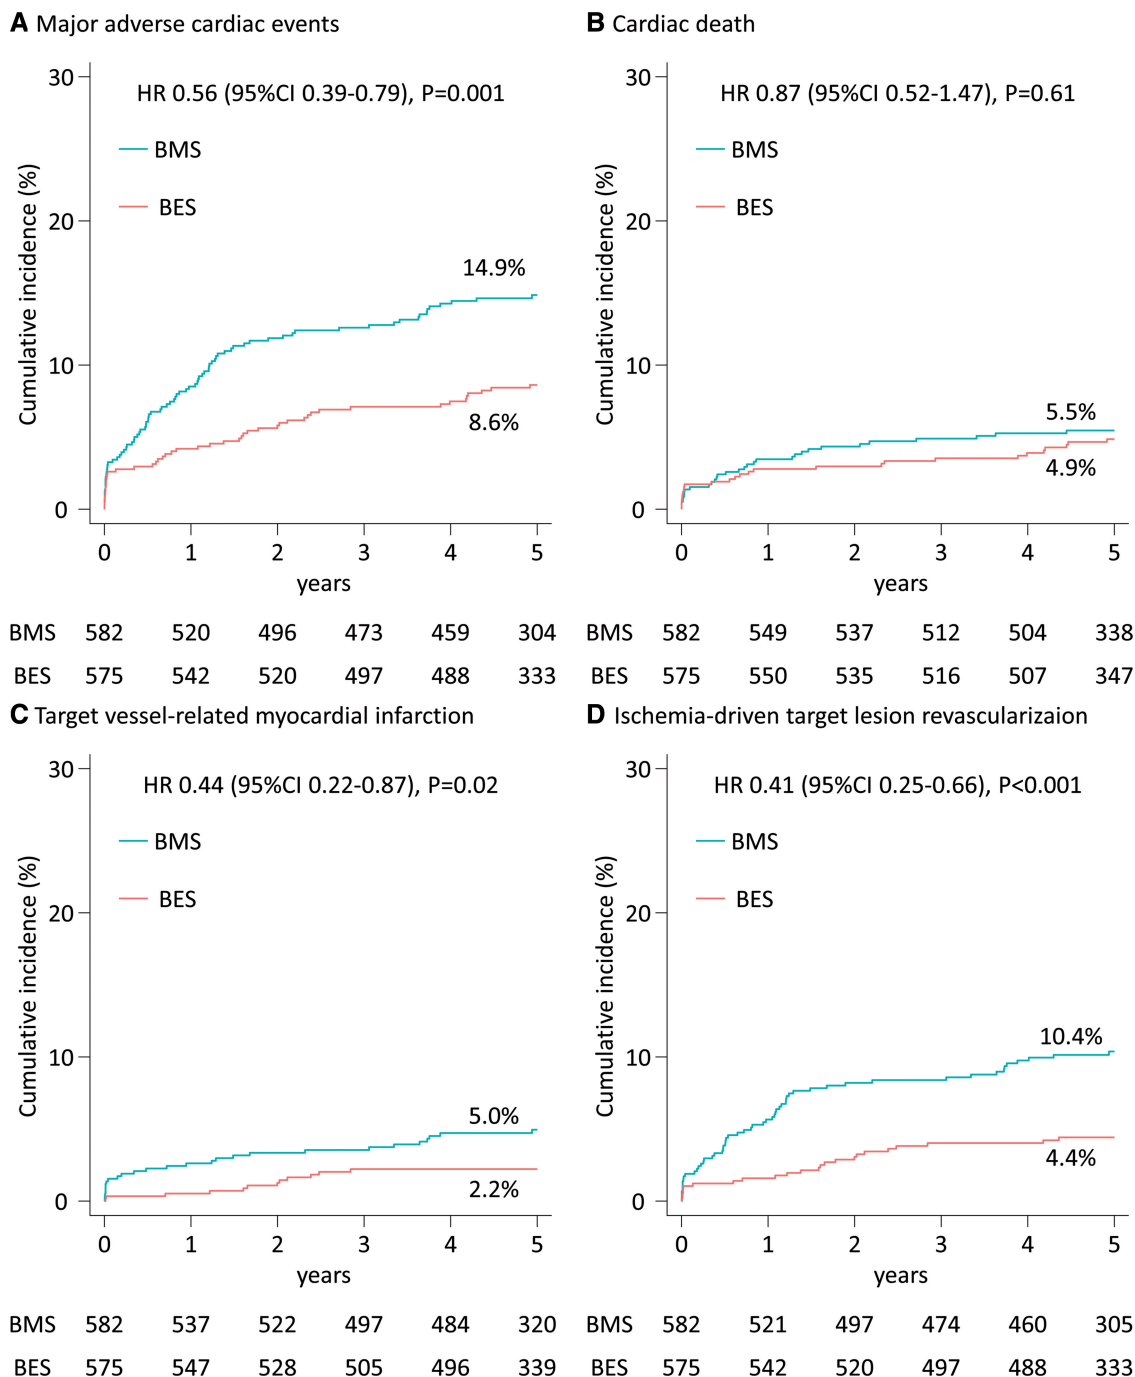 A Major adverse cardiac events
HR 0.56 (95%CI 0.39-0.79), P=0.001
BMS
BES
Cumulative incidence (%)
30
20
10
0
14.9%
8.6%
0 1 2 3 4 5
years
BMS 582 520 496 473 459 304
BES 575 542 520 497 488 333
B Cardiac death
HR 0.87 (95%CI 0.52-1.47), P=0.61
BMS
BES
Cumulative incidence (%)
30
20
10
0
5.5%
4.9%
0 1 2 3 4 5
years
BMS 582 549 537 512 504 338
BES 575 550 535 516 507 347
C Target vessel-related myocardial infarction
HR 0.44 (95%CI 0.22-0.87), P=0.02
BMS
BES
Cumulative incidence (%)
30
20
10
0
5.0%
2.2%
0 1 2 3 4 5
years
BMS 582 537 522 497 484 320
BES 575 547 528 505 496 339
D Ischemia-driven target lesion revascularizaion
HR 0.41 (95%CI 0.25-0.66), P<0.001
BMS
BES
Cumulative incidence (%)
30
20
10
0
10.4%
4.4%
0 1 2 3 4 5
years
BMS 582 521 497 474 460 305
BES 575 542 520 497 488 333